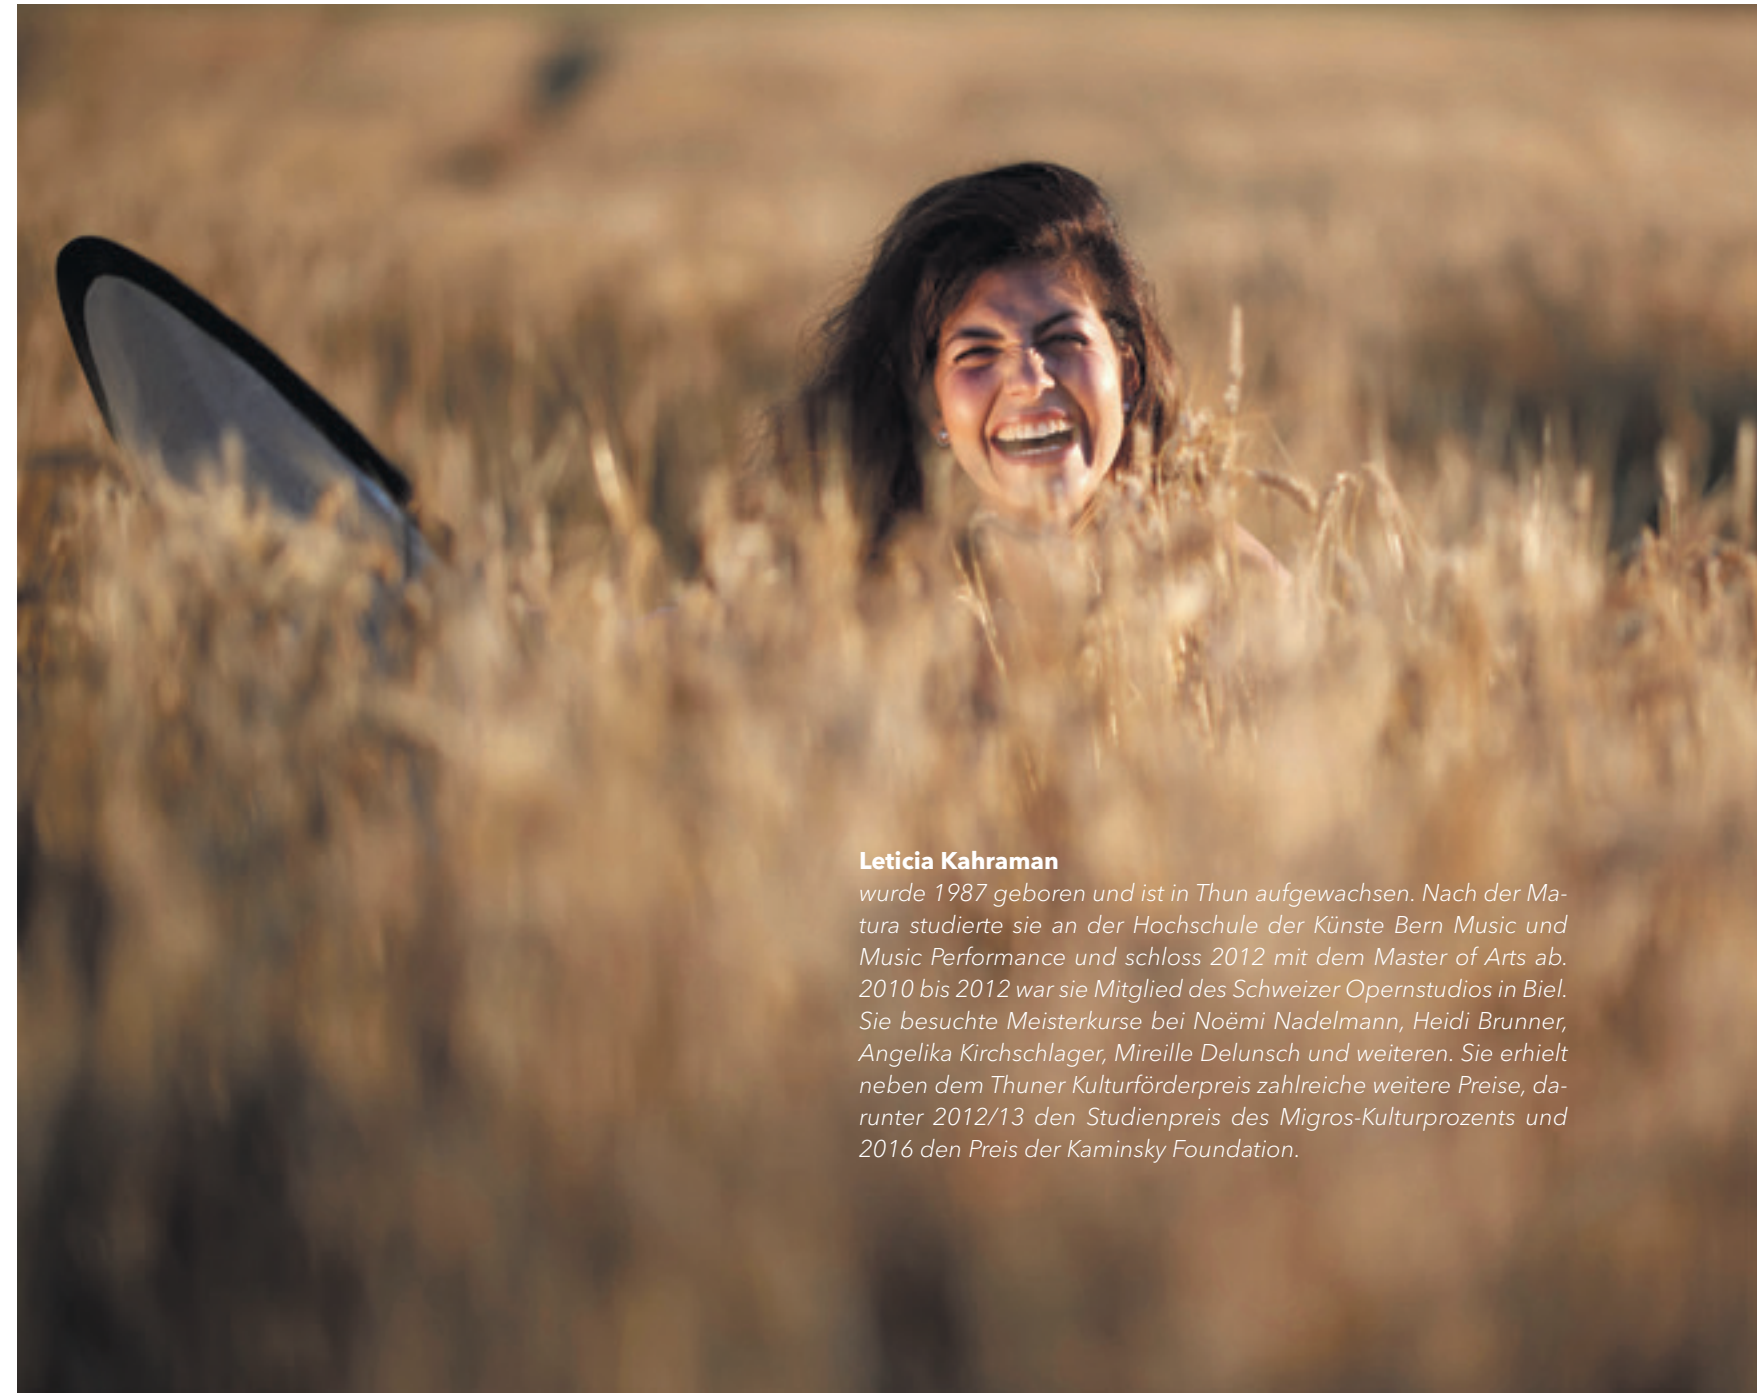 Leticia Kahraman
wurde 1987 geboren und ist in Thun aufgewachsen. Nach der Ma-
tura studierte sie an der Hochschule der Künste Bern Music und
Music Performance und schloss 2012 mit dem Master of Arts ab.
2010 bis 2012 war sie Mitglied des Schweizer Opernstudios in Biel.
Sie besuchte Meisterkurse bei Noëmi Nadelmann, Heidi Brunner,
Angelika Kirchschlager, Mireille Delunsch und weiteren. Sie erhielt
neben dem Thuner Kulturförderpreis zahlreiche weitere Preise, da-
runter 2012/13 den Studienpreis des Migros-Kulturprozents und
2016 den Preis der Kaminsky Foundation.